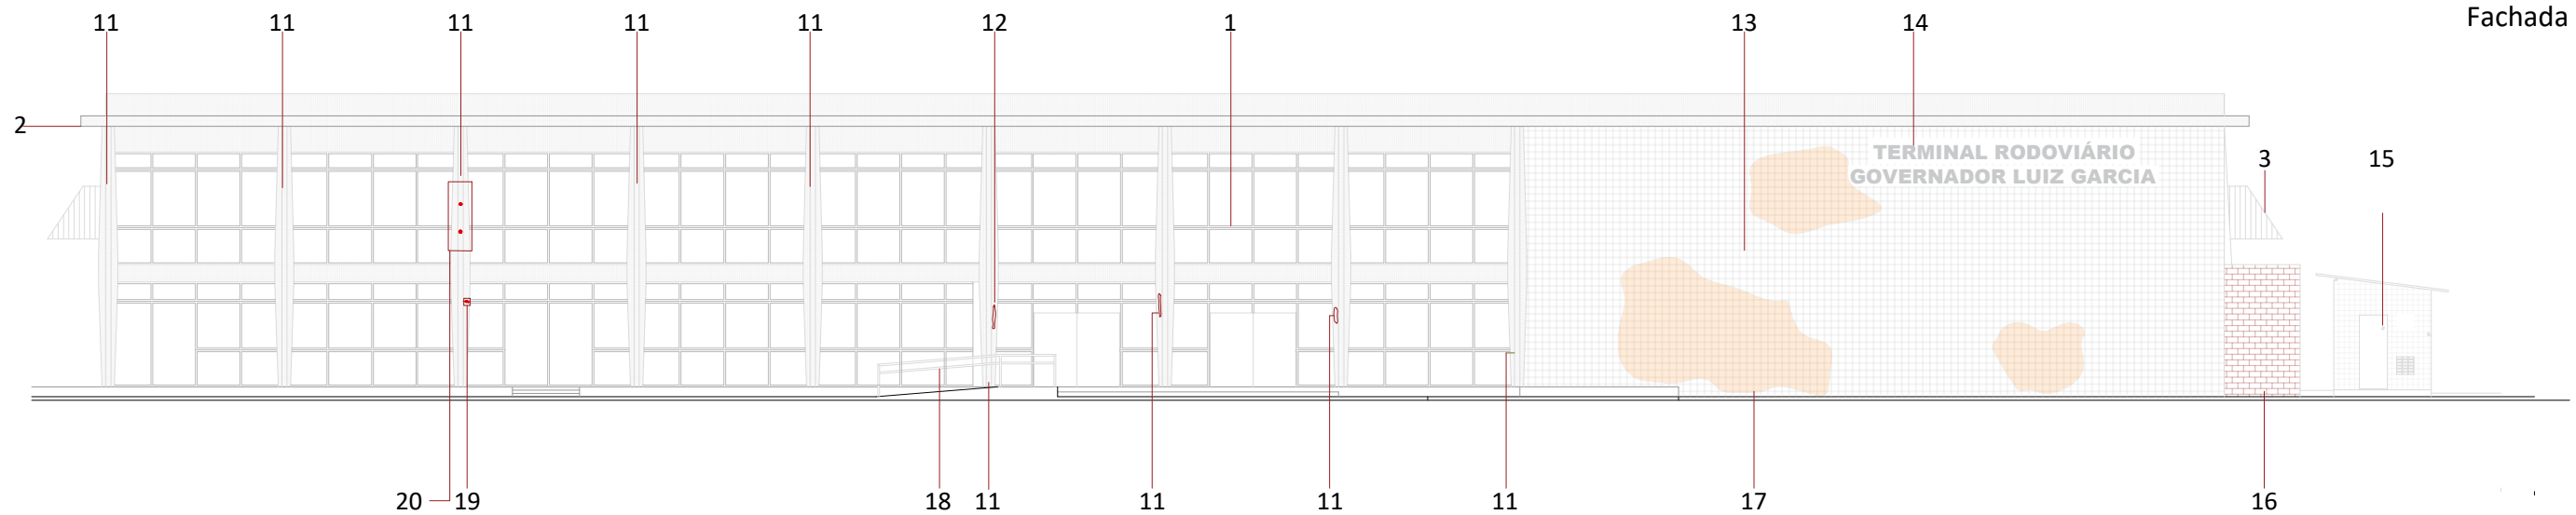 Fachada
11 11 11 11 11 12 1 13 14
2
TERMINAL RODOVIÁRIO
GOVERNADOR LUIZ GARCIA
3 15
20 19 18 11 11 11 11 17 16